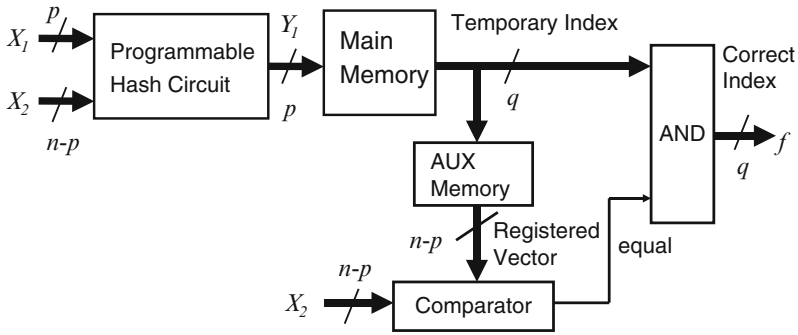 p
X1
Programmable
Hash Circuit
X2
n-p
Y1
p
Main
Memory
Temporary Index
q
AND
Correct
Index
f
q
AUX
Memory
n-p
Registered
Vector
equal
n-p
X2
Comparator